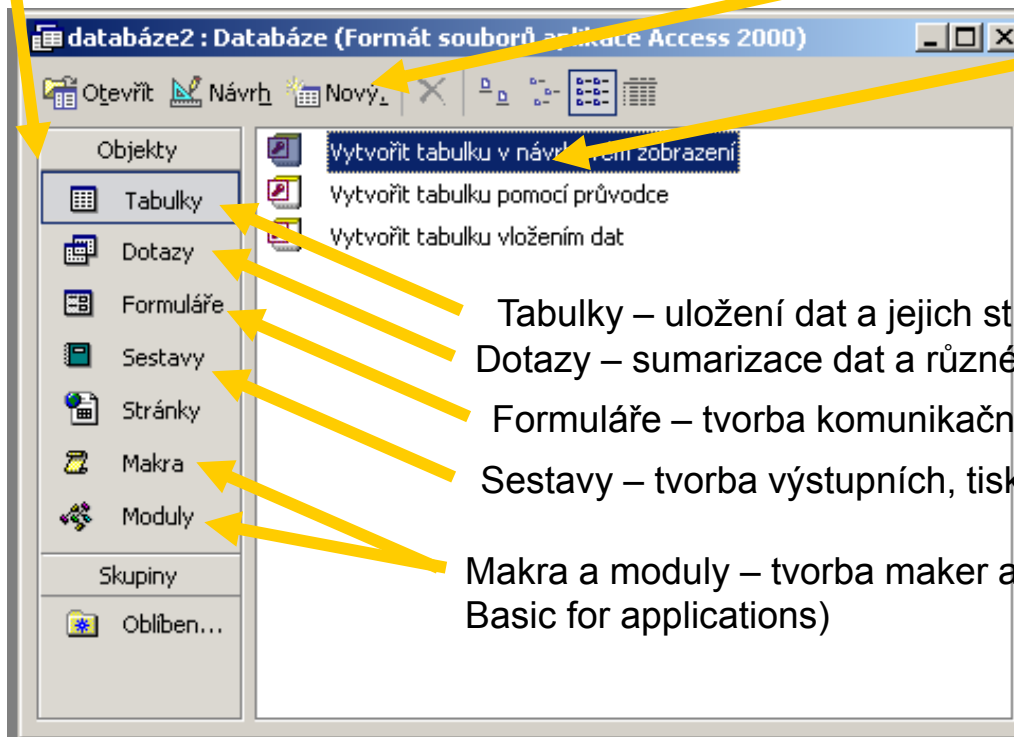 databáze2 : Databáze (Formát souborů aplikace Access 2000)
Otevřít Návrh Nový
Objekty
Tabulky
Dotazy
Formuláře
Sestavy
Stránky
Makra
Moduly
Skupiny
Oblíben...
Vytvořit tabulku v návrhovém zobrazení
Vytvořit tabulku pomocí průvodce
Vytvořit tabulku vložením dat
Tabulky – uložení dat a jejich st
Dotazy – sumarizace dat a různé
Formuláře – tvorba komunikačn
Sestavy – tvorba výstupních, tisk
Makra a moduly – tvorba maker a
Basic for applications)